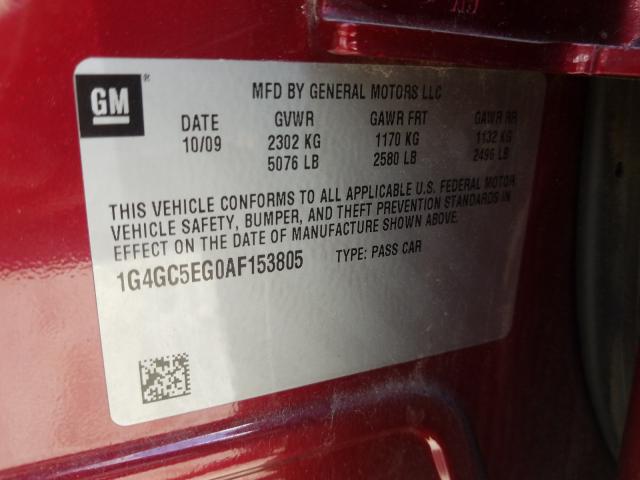 GM ®
MFD BY GENERAL MOTORS LLC
DATE GVWR GAWR FRT GAWR RR
10/09 2302 KG 1170 KG 1132 KG
5076 LB 2580 LB 2496 LB
THIS VEHICLE CONFORMS TO ALL APPLICABLE U.S. FEDERAL MOTOR
VEHICLE SAFETY, BUMPER, AND THEFT PREVENTION STANDARDS IN
EFFECT ON THE DATE OF MANUFACTURE SHOWN ABOVE.
1G4GC5EG0AF153805 TYPE: PASS CAR